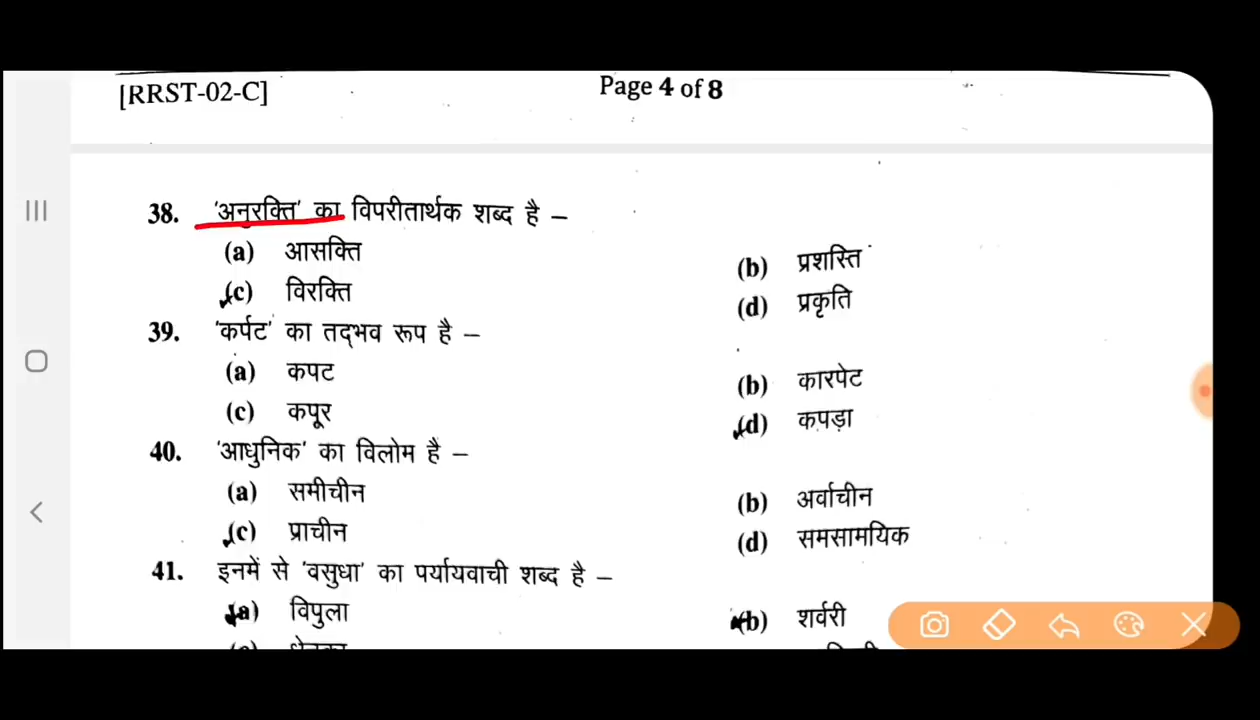 [RRST-02-C] Page 4 of 8
38. 'अनुरक्ति' का विपरीतार्थक शब्द है –
(a) आसक्ति (b) प्रशस्ति
(c) विरक्ति (d) प्रकृति
39. 'कर्पट' का तद्भव रूप है –
(a) कपट (b) कारपेट
(c) कपूर (d) कपड़ा
40. 'आधुनिक' का विलोम है –
(a) समीचीन (b) अर्वाचीन
(c) प्राचीन (d) समसामयिक
41. इनमें से 'वसुधा' का पर्यायवाची शब्द है –
(a) विपुला (b) शर्वरी